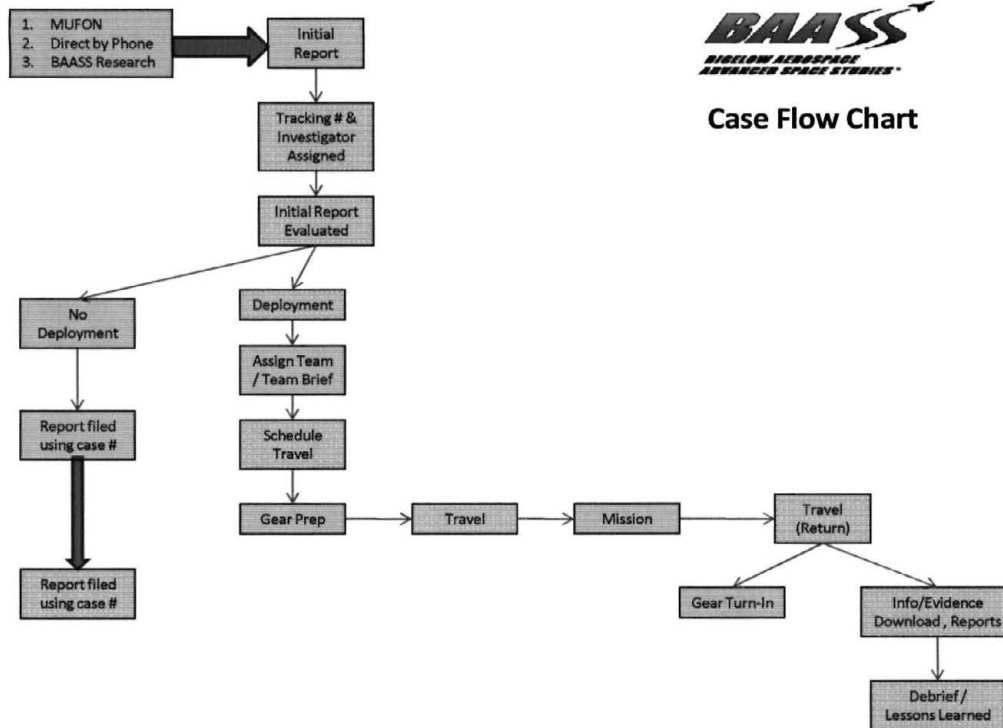 1. MUFON
2. Direct by Phone
3. BAASS Research
Initial
Report
BAASS
BIGELOW AEROSPACE
ADVANCED SPACE STUDIES
Case Flow Chart
Tracking # &
Investigator
Assigned
Initial Report
Evaluated
No
Deployment
Deployment
Assign Team
/ Team Brief
Report filed
using case #
Schedule
Travel
Gear Prep
Travel
Mission
Travel
(Return)
Report filed
using case #
Gear Turn-In
Info/Evidence
Download , Reports
Debrief /
Lessons Learned